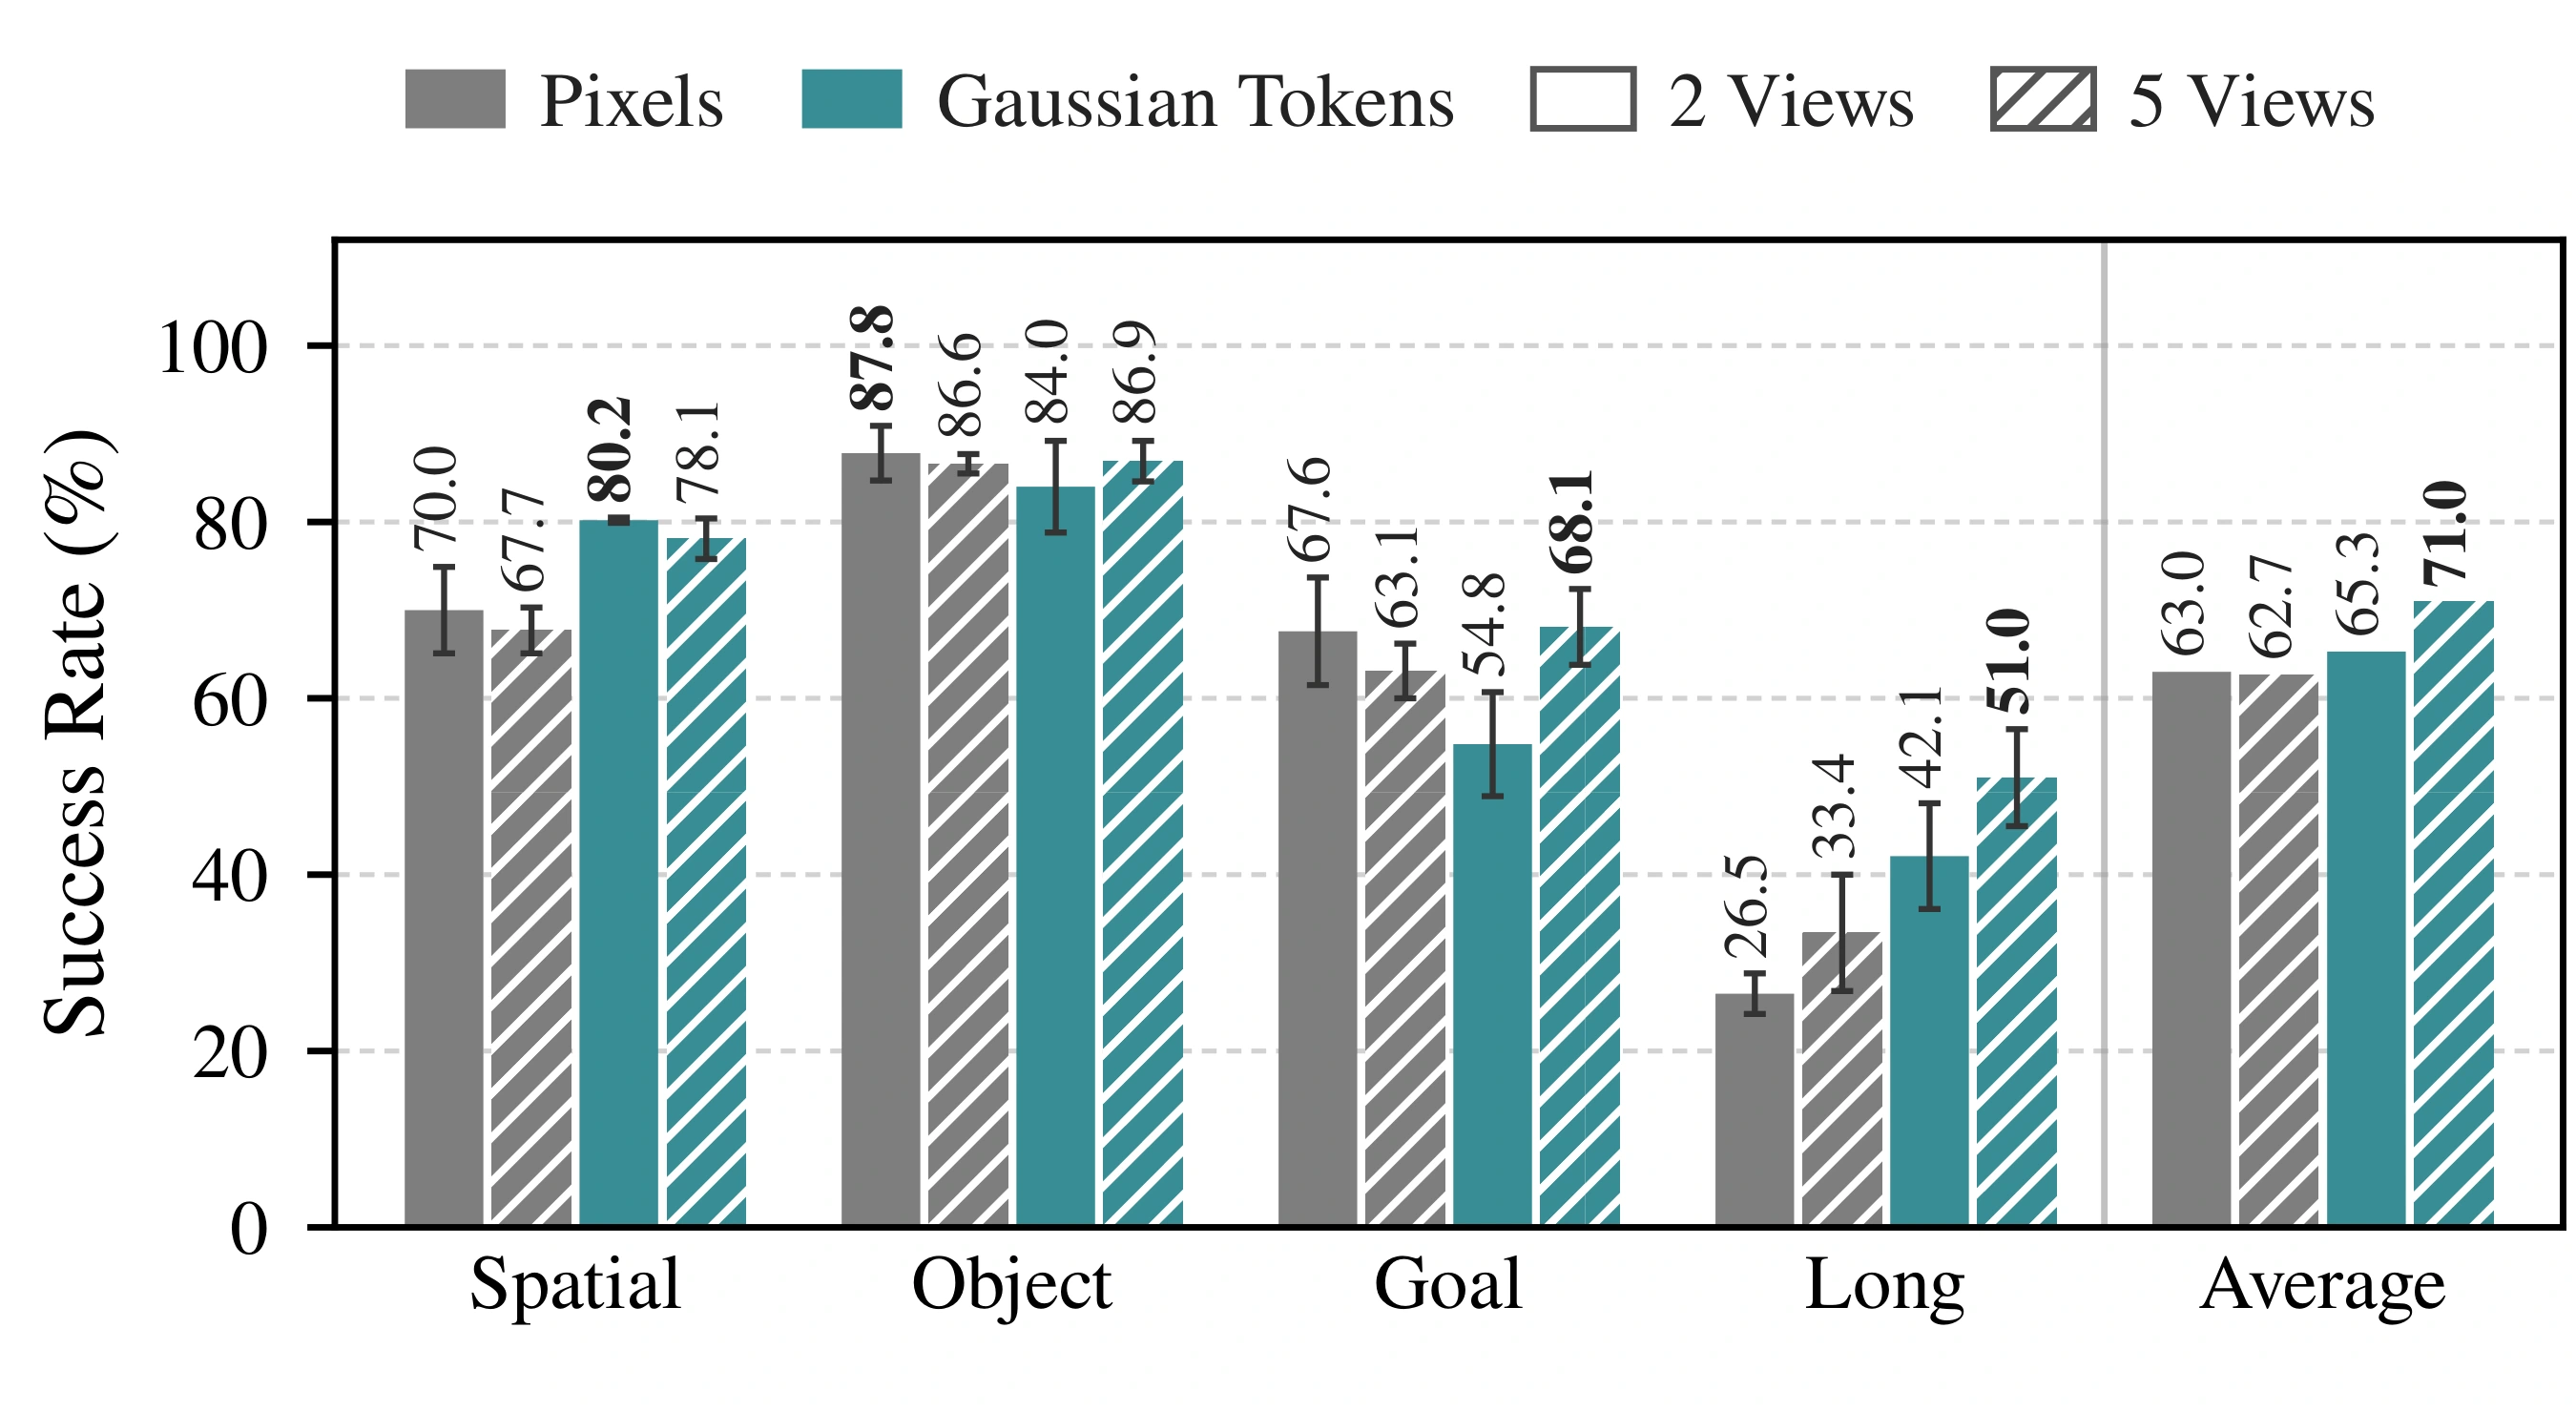 Pixels Gaussian Tokens 2 Views 5 Views
Success Rate (%)
100
80
60
40
20
0
70.0 67.7 80.2 78.1
87.8 86.6 84.0 86.9
67.6 63.1 54.8 68.1
26.5 33.4 42.1 51.0
63.0 62.7 65.3 71.0
Spatial Object Goal Long Average